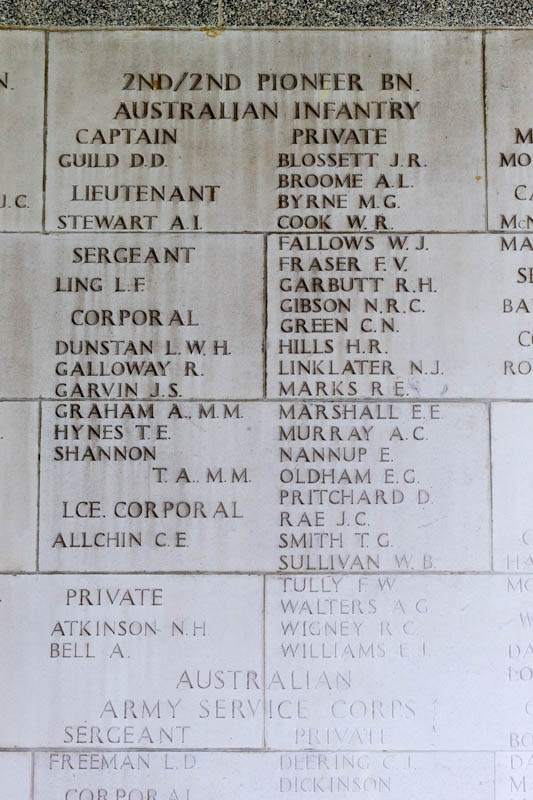 2ND/2ND PIONEER BN.
AUSTRALIAN INFANTRY
CAPTAIN
GUILD D.D.
LIEUTENANT
STEWART A.I.
SERGEANT
LING L.F.
CORPORAL
DUNSTAN L.W.H.
GALLOWAY R.
GARVIN J.S.
GRAHAM A., M.M.
HYNES T.E.
SHANNON
T.A., M.M.
LCE. CORPORAL
ALLCHIN C.E.
PRIVATE
ATKINSON N.H.
BELL A.
PRIVATE
BLOSSETT J.R.
BROOME A.L.
BYRNE M.G.
COOK W.R.
FALLOWS W.J.
FRASER F.V.
GARBUTT R.H.
GIBSON N.R.C.
GREEN C.N.
HILLS H.R.
LINKLATER N.J.
MARKS R.E.
MARSHALL E.E.
MURRAY A.C.
NANNUP E.
OLDHAM E.G.
PRITCHARD D.
RAE J.C.
SMITH T.G.
SULLIVAN W.B.
TULLY F.W.
WALTERS A.G.
WIGNEY R.C.
WILLIAMS E.J.
AUSTRALIAN
ARMY SERVICE CORPS
SERGEANT
FREEMAN L.D.
CORPORAL
PRIVATE
DEERING C.J.
DICKINSON
J.C.